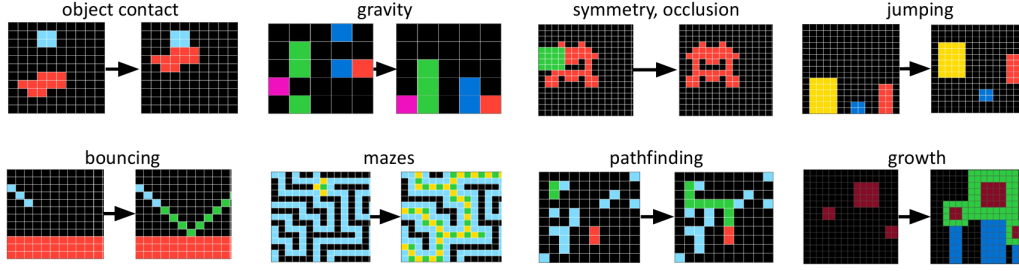 object contact
gravity
symmetry, occlusion
jumping
bouncing
mazes
pathfinding
growth